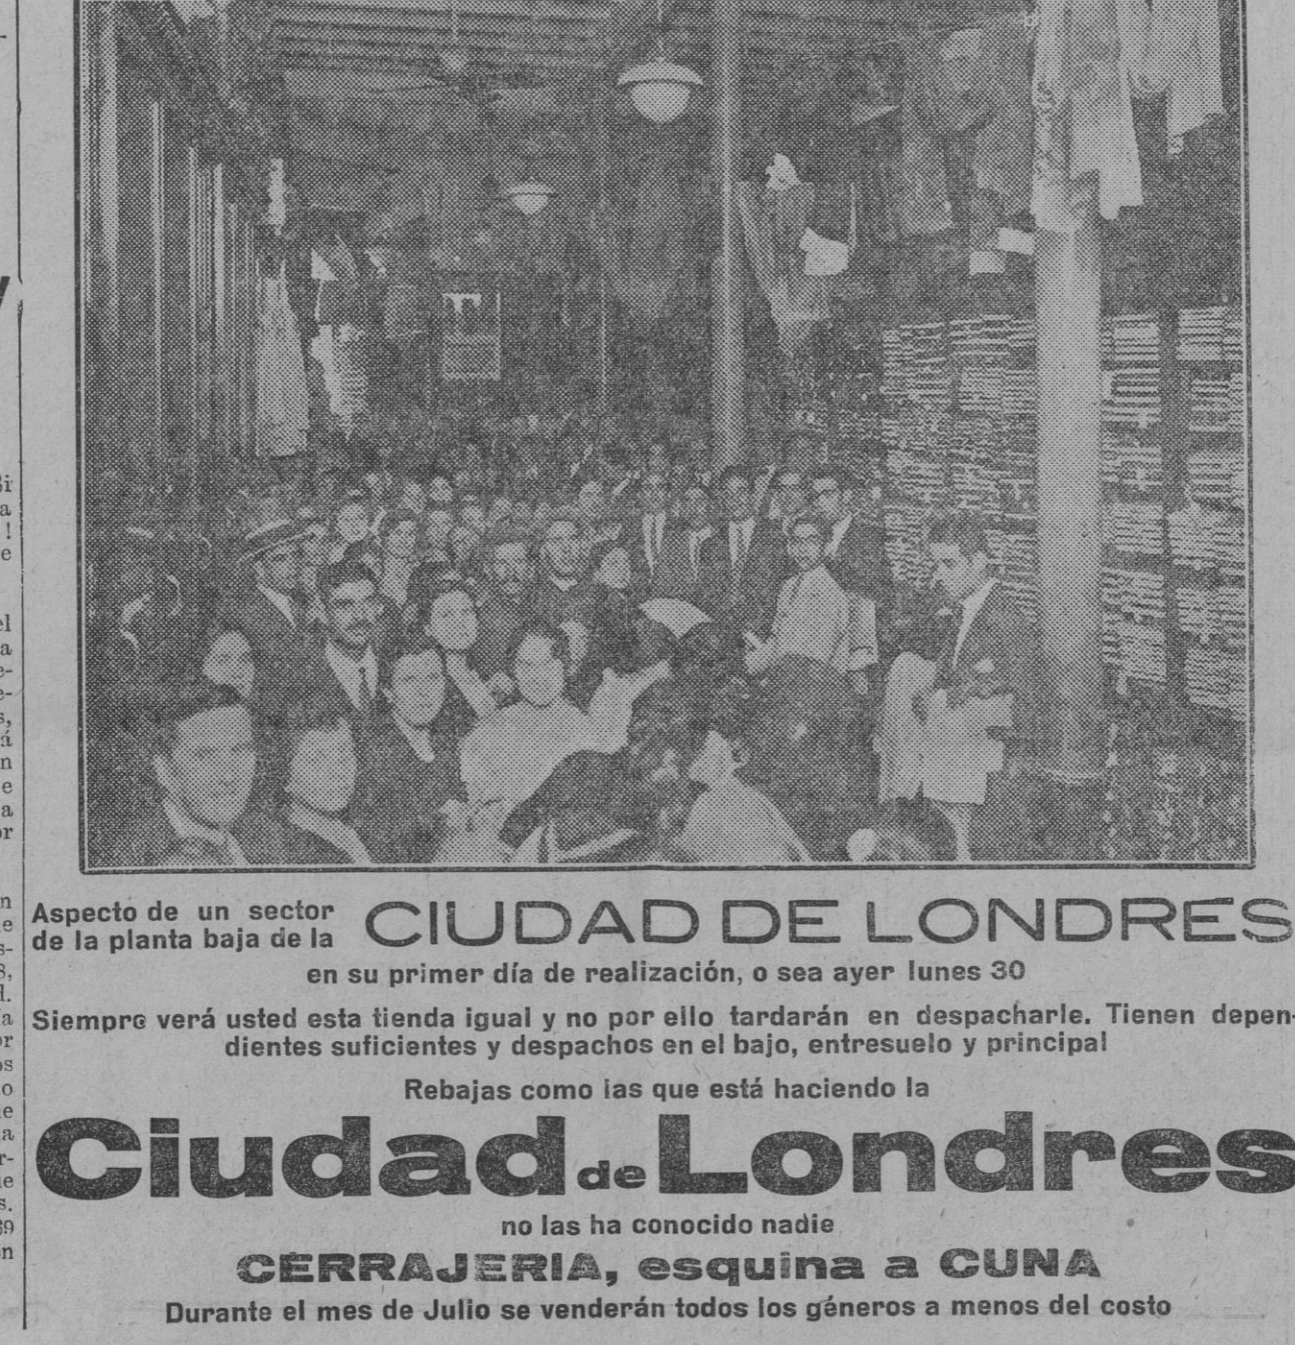 Aspecto de un sector
de la planta baja de la
CIUDAD DE LONDRES
en su primer día de realización, o sea ayer lunes 30
Siempre verá usted esta tienda igual y no por ello tardarán en despacharle. Tienen depen-
dientes suficientes y despachos en el bajo, entresuelo y principal
Rebajas como las que está haciendo la
Ciudad de Londres
no las ha conocido nadie
CERRAJERIA, esquina a CUNA
Durante el mes de Julio se venderán todos los géneros a menos del costo